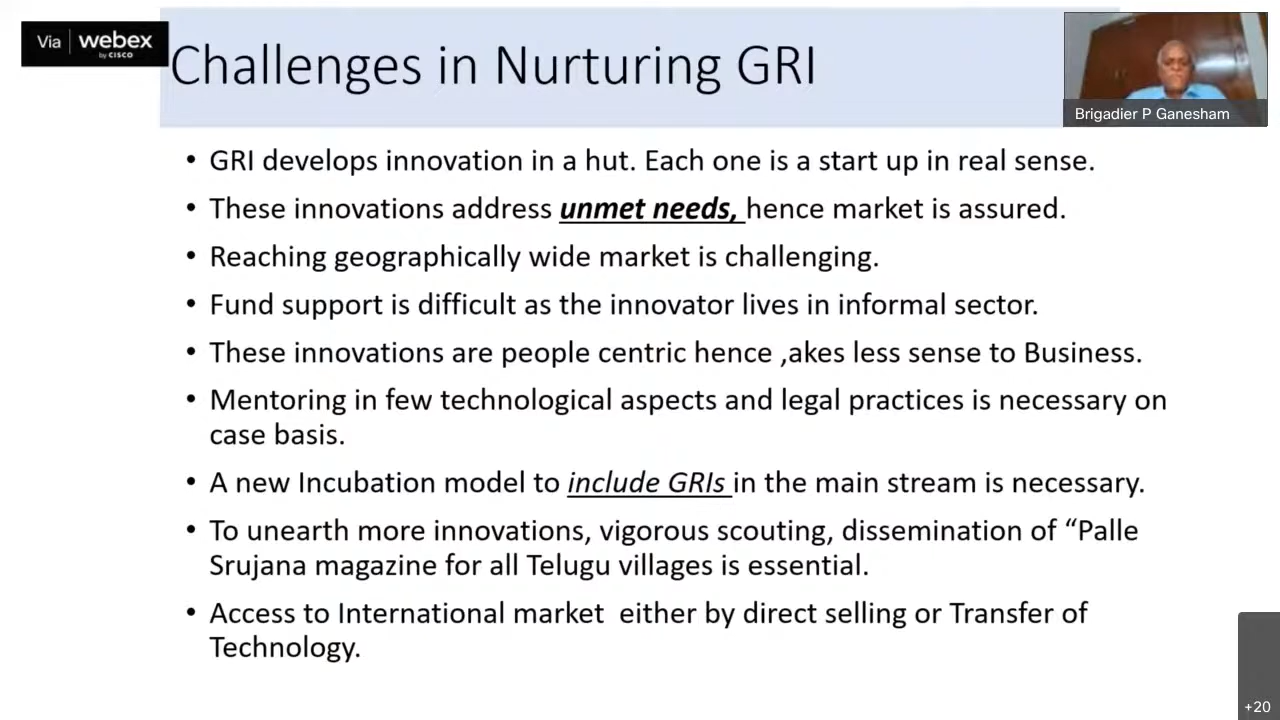 Via webex
by CISCO
Challenges in Nurturing GRI
Brigadier P Ganesham
• GRI develops innovation in a hut. Each one is a start up in real sense.
• These innovations address unmet needs, hence market is assured.
• Reaching geographically wide market is challenging.
• Fund support is difficult as the innovator lives in informal sector.
• These innovations are people centric hence ,akes less sense to Business.
• Mentoring in few technological aspects and legal practices is necessary on
case basis.
• A new Incubation model to include GRIs in the main stream is necessary.
• To unearth more innovations, vigorous scouting, dissemination of “Palle
Srujana magazine for all Telugu villages is essential.
• Access to International market  either by direct selling or Transfer of
Technology.
+20